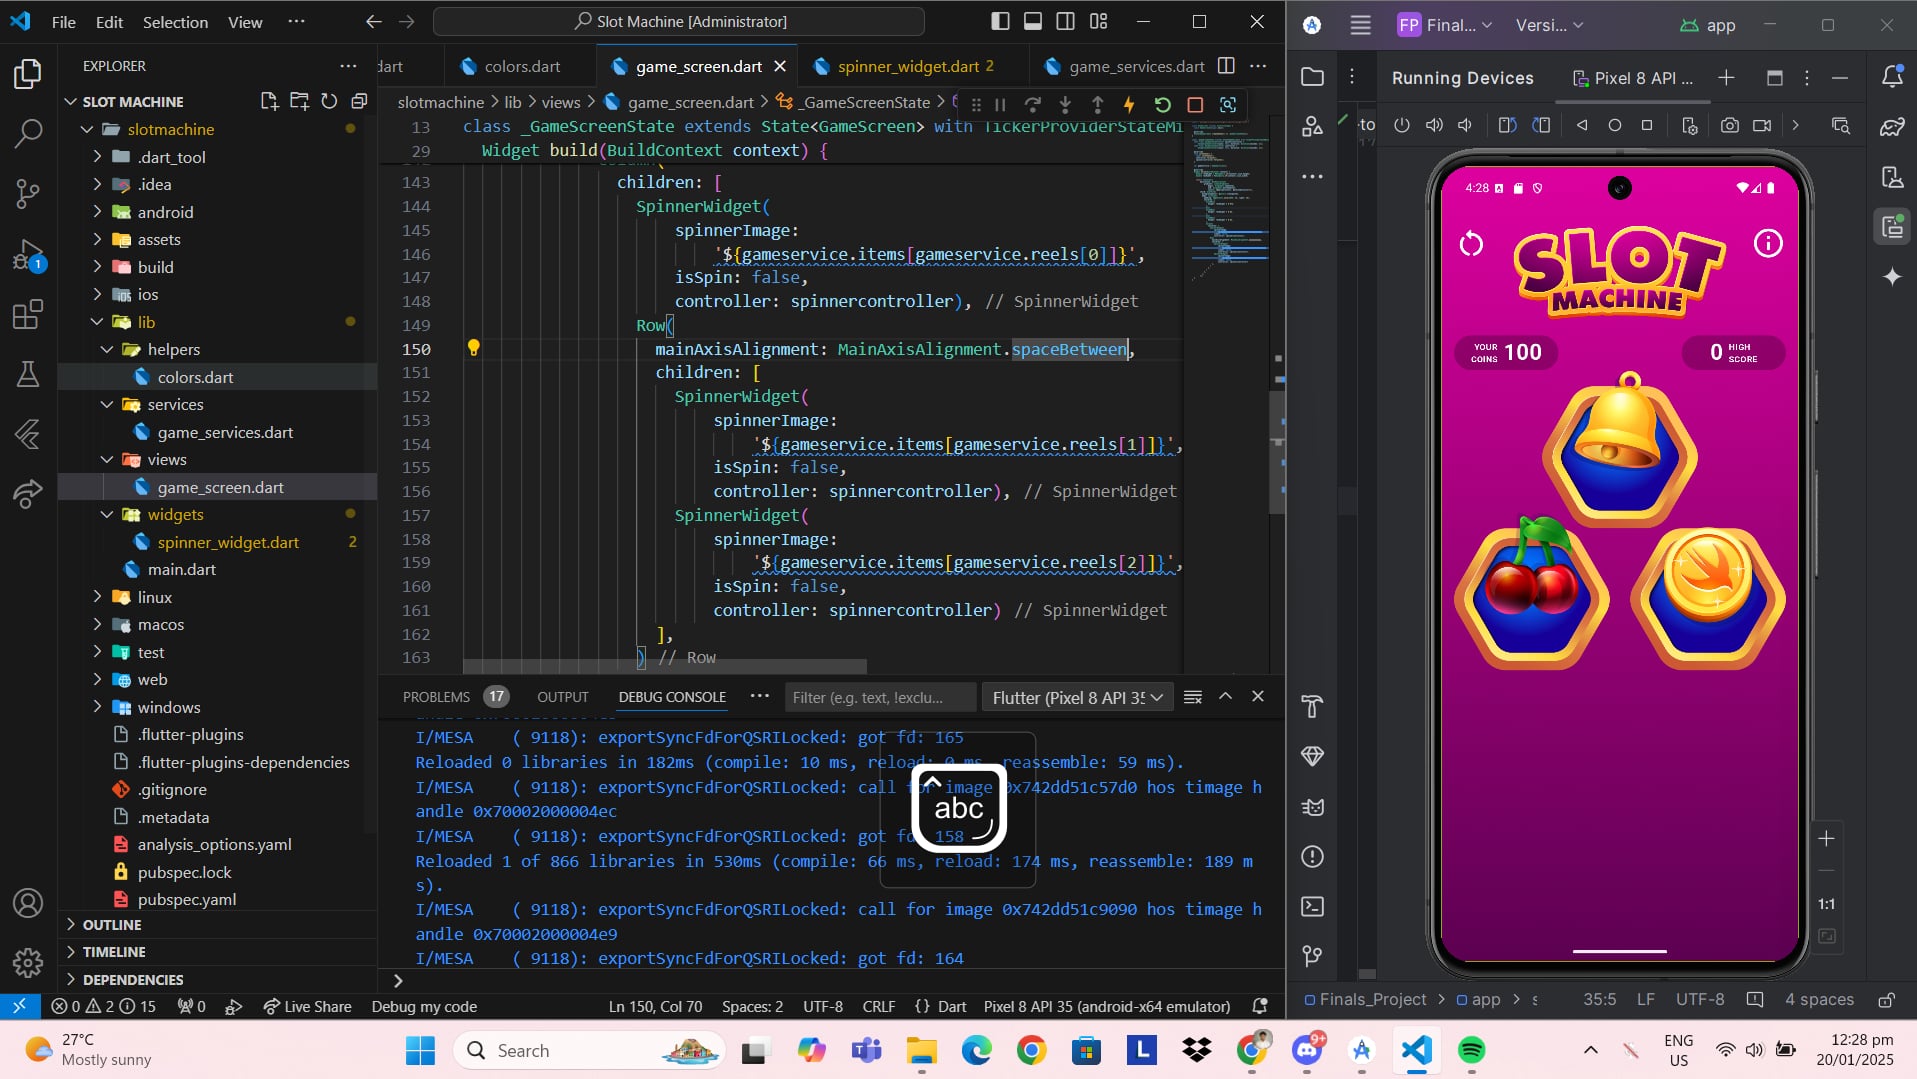 File Edit Selection View ··· Slot Machine [Administrator]
EXPLORER
SLOT MACHINE
slotmachine
.dart_tool
.idea
android
assets
build
ios
lib
helpers
colors.dart
services
game_services.dart
views
game_screen.dart
widgets
spinner_widget.dart 2
main.dart
linux
macos
test
web
windows
.flutter-plugins
.flutter-plugins-dependencies
.gitignore
.metadata
analysis_options.yaml
pubspec.lock
pubspec.yaml
OUTLINE
TIMELINE
DEPENDENCIES
1
dart colors.dart game_screen.dart spinner_widget.dart 2 game_services.dart
slotmachine > lib > views > game_screen.dart > _GameScreenState >
13 class _GameScreenState extends State<GameScreen> with TickerProviderStateMi
29 Widget build(BuildContext context) {
143 children: [
144 SpinnerWidget(
145 spinnerImage:
146 '${gameservice.items[gameservice.reels[0]]}',
147 isSpin: false,
148 controller: spinnercontroller), // SpinnerWidget
149 Row(
150 mainAxisAlignment: MainAxisAlignment.spaceBetween,
151 children: [
152 SpinnerWidget(
153 spinnerImage:
154 '${gameservice.items[gameservice.reels[1]]}',
155 isSpin: false,
156 controller: spinnercontroller), // SpinnerWidget
157 SpinnerWidget(
158 spinnerImage:
159 '${gameservice.items[gameservice.reels[2]]}',
160 isSpin: false,
161 controller: spinnercontroller) // SpinnerWidget
162 ],
163 ) // Row
PROBLEMS 17 OUTPUT DEBUG CONSOLE ··· Filter (e.g. text, !exclu... Flutter (Pixel 8 API 35
I/MESA ( 9118): exportSyncFdForQSRILocked: got fd: 165
Reloaded 0 libraries in 182ms (compile: 10 ms, reload: 0 ms, reassemble: 59 ms).
I/MESA ( 9118): exportSyncFdForQSRILocked: call for image 0x742dd51c57d0 hos timage h
andle 0x70002000004ec
I/MESA ( 9118): exportSyncFdForQSRILocked: got fd: 158
Reloaded 1 of 866 libraries in 530ms (compile: 66 ms, reload: 174 ms, reassemble: 189 m
s).
I/MESA ( 9118): exportSyncFdForQSRILocked: call for image 0x742dd51c9090 hos timage h
andle 0x70002000004e9
I/MESA ( 9118): exportSyncFdForQSRILocked: got fd: 164
abc
0 2 15 0 Live Share Debug my code Ln 150, Col 70 Spaces: 2 UTF-8 CRLF {} Dart Pixel 8 API 35 (android-x64 emulator)
FP Final... Versi... app
Running Devices Pixel 8 API ...
4:28
SLOT
MACHINE
YOUR COINS 100
0 HIGH SCORE
1:1
Finals_Project > app > 35:5 LF UTF-8 4 spaces
27°C
Mostly sunny
Search
9+
ENG
US
12:28 pm
20/01/2025